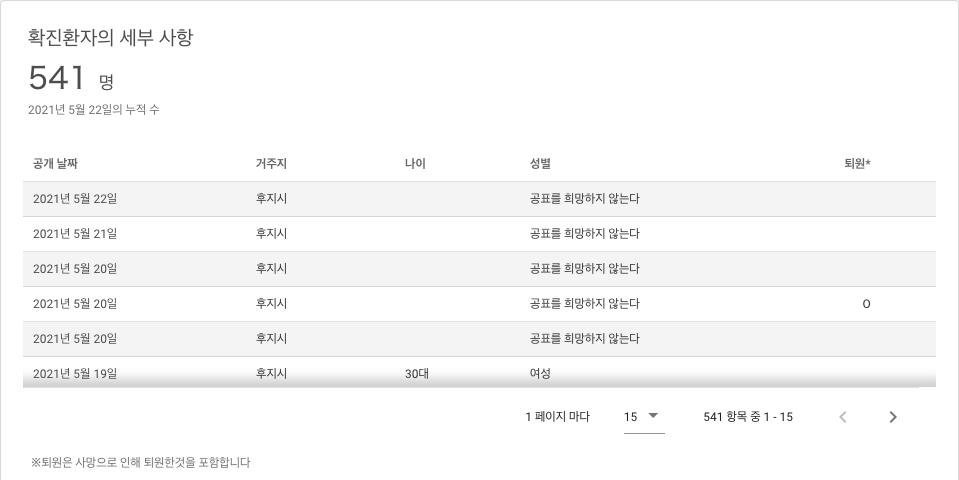 확진환자의 세부 사항
541 명
2021년 5월 22일의 누적 수
공개 날짜 거주지 나이 성별 퇴원*
2021년 5월 22일 후지시 공표를 희망하지 않는다
2021년 5월 21일 후지시 공표를 희망하지 않는다
2021년 5월 20일 후지시 공표를 희망하지 않는다
2021년 5월 20일 후지시 공표를 희망하지 않는다 O
2021년 5월 20일 후지시 공표를 희망하지 않는다
2021년 5월 19일 후지시 30대 여성
1 페이지 마다 15 541 항목 중 1 - 15
※퇴원은 사망으로 인해 퇴원한것을 포함합니다